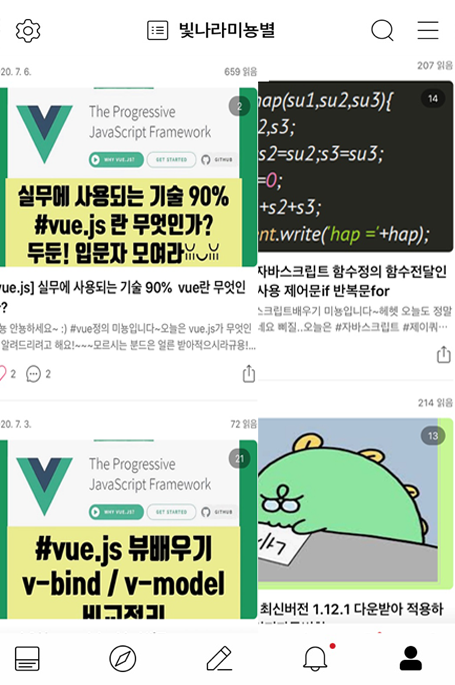 빛나라미뇽별
20. 7. 6.
659 읽음
2
The Progressive
JavaScript Framework
WHY VUE.JS?
GET STARTED
GITHUB
실무에 사용되는 기술 90%
#vue.js 란 무엇인가?
두둔! 입문자 모여라
vue.js] 실무에 사용되는 기술 90% vue란 무엇인
?
뇽 안뇽하세요~ :) #vue정의 미뇽입니다~오늘은 vue.js가 무엇인
알려드리려고 해요!~~~모르시는 분드은 얼른 받아적으시라규용!...
2
2
20. 7. 3.
72 읽음
21
The Progressive
JavaScript Framework
WHY VUE.JS?
GET STARTED
GITHUB
#vue.js 뷰배우기
v-bind / v-model
비교정리
207 읽음
14
hap(su1,su2,su3){
2,s3;
s2=su2;s3=su3;
=0;
+s2+s3;
ent.write('hap ='+hap);
자바스크립트 함수정의 함수전달인
사용 제어문if 반복문for
스크립트배우기 미뇽입니다~헤헷 오늘도 정말
네요 삐질..오늘은 #자바스크립트 #제이쿼…
214 읽음
13
최신버전 1.12.1 다운받아 적용하